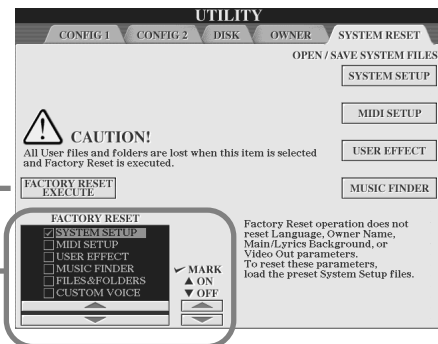 UTILITY
CONFIG 1 CONFIG 2 DISK OWNER SYSTEM RESET
OPEN / SAVE SYSTEM FILES
SYSTEM SETUP
MIDI SETUP
USER EFFECT
MUSIC FINDER
CAUTION!
All User files and folders are lost when this item is selected
and Factory Reset is executed.
FACTORY RESET
EXECUTE
FACTORY RESET
SYSTEM SETUP
MIDI SETUP
USER EFFECT
MUSIC FINDER
FILES&FOLDERS
CUSTOM VOICE
MARK
▲ ON
▼ OFF
Factory Reset operation does not
reset Language, Owner Name,
Main/Lyrics Background, or
Video Out parameters.
To reset these parameters,
load the preset System Setup files.